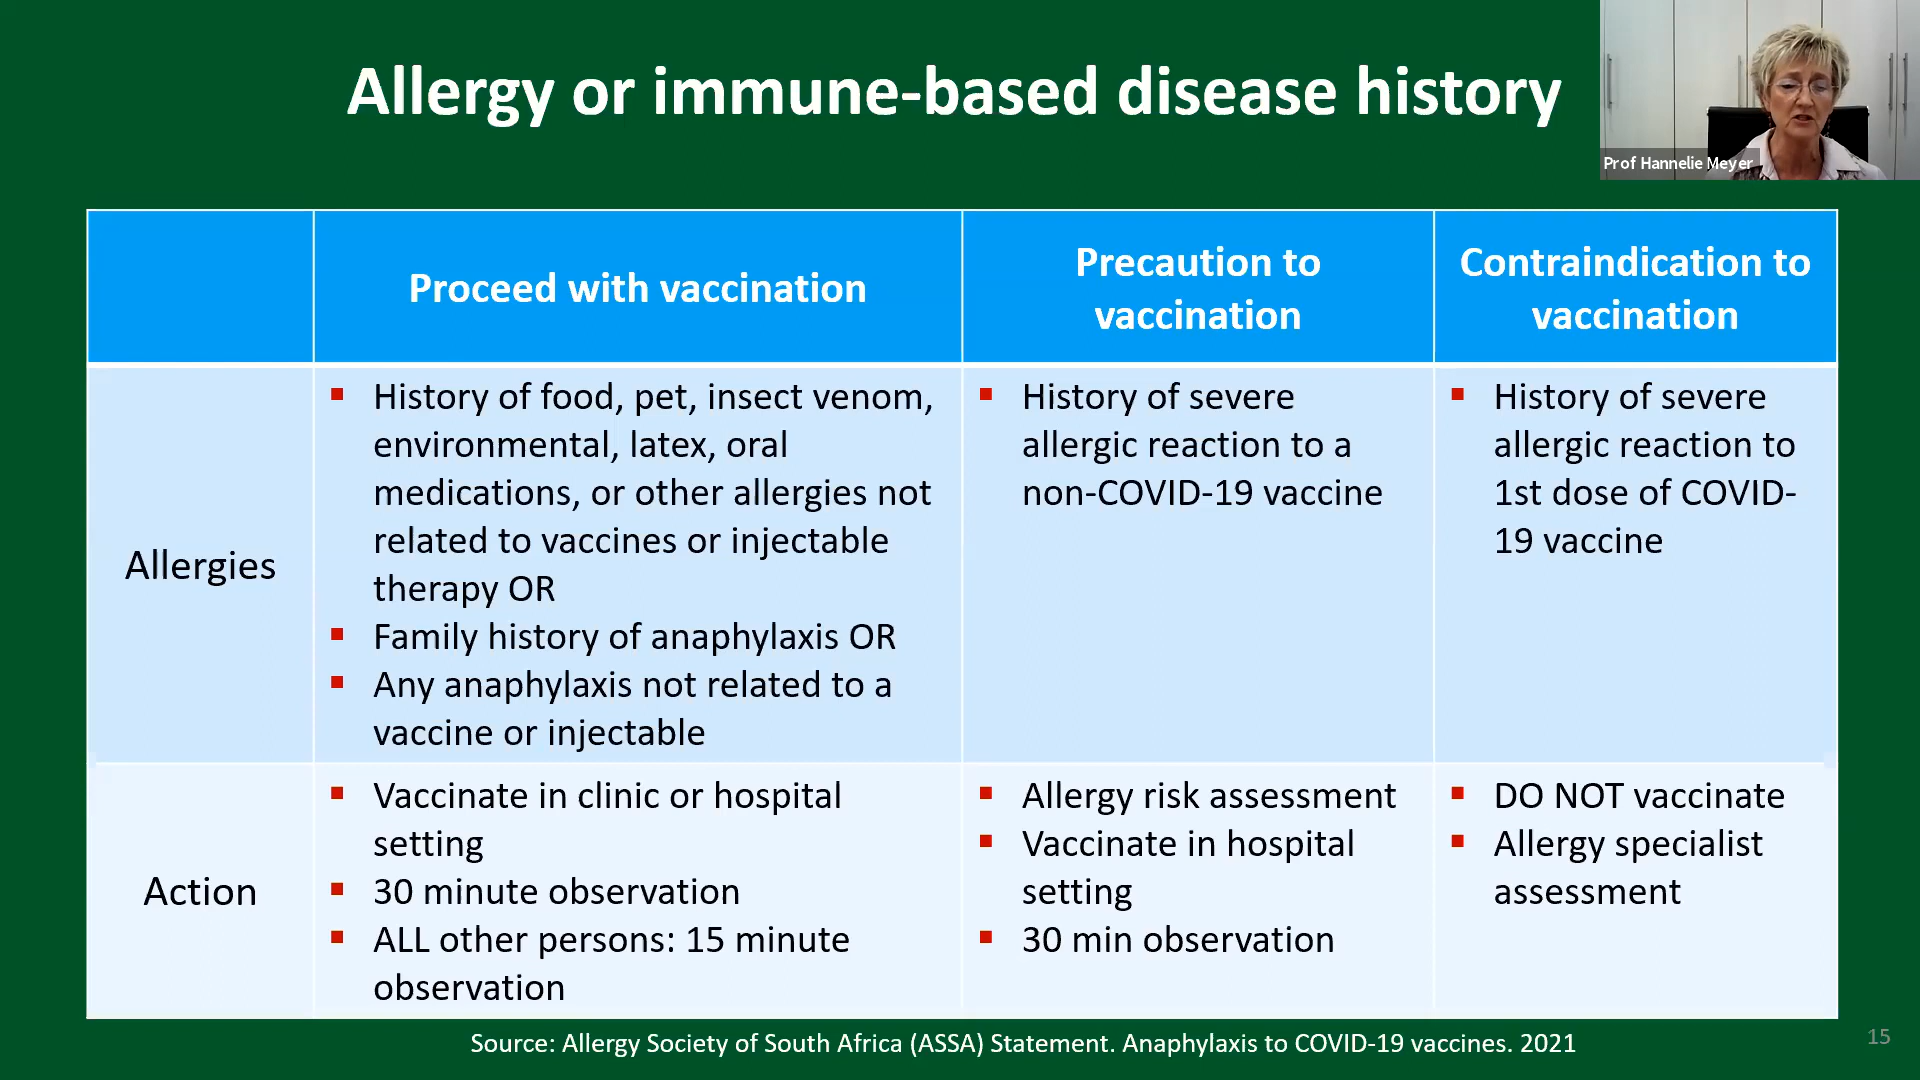 Allergy or immune-based disease history
Prof Hannelie Meyer
Proceed with vaccination
Precaution to
vaccination
Contraindication to
vaccination
Allergies
▪ History of food, pet, insect venom,
environmental, latex, oral
medications, or other allergies not
related to vaccines or injectable
therapy OR
▪ Family history of anaphylaxis OR
▪ Any anaphylaxis not related to a
vaccine or injectable
▪ History of severe
allergic reaction to a
non-COVID-19 vaccine
▪ History of severe
allergic reaction to
1st dose of COVID-
19 vaccine
Action
▪ Vaccinate in clinic or hospital
setting
▪ 30 minute observation
▪ ALL other persons: 15 minute
observation
▪ Allergy risk assessment
▪ Vaccinate in hospital
setting
▪ 30 min observation
▪ DO NOT vaccinate
▪ Allergy specialist
assessment
Source: Allergy Society of South Africa (ASSA) Statement. Anaphylaxis to COVID-19 vaccines. 2021
15